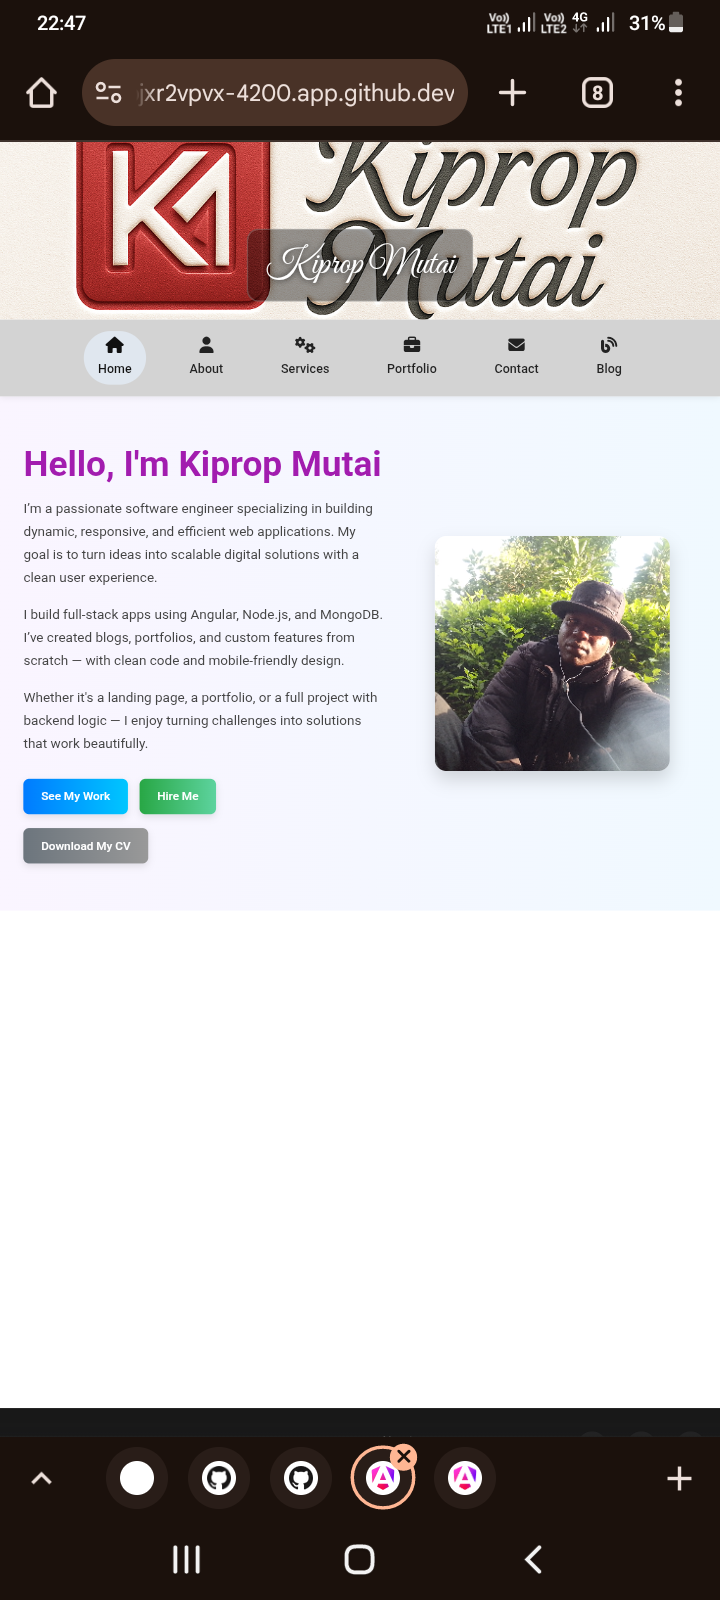 22:47
Vo)) LTE1 Vo)) LTE2 4G 31%
jxr2vpvx-4200.app.github.dev
8
Kiprop
Mutai
Kiprop Mutai
Home About Services Portfolio Contact Blog
Hello, I'm Kiprop Mutai
I'm a passionate software engineer specializing in building
dynamic, responsive, and efficient web applications. My
goal is to turn ideas into scalable digital solutions with a
clean user experience.
I build full-stack apps using Angular, Node.js, and MongoDB.
I've created blogs, portfolios, and custom features from
scratch — with clean code and mobile-friendly design.
Whether it's a landing page, a portfolio, or a full project with
backend logic — I enjoy turning challenges into solutions
that work beautifully.
See My Work Hire Me
Download My CV